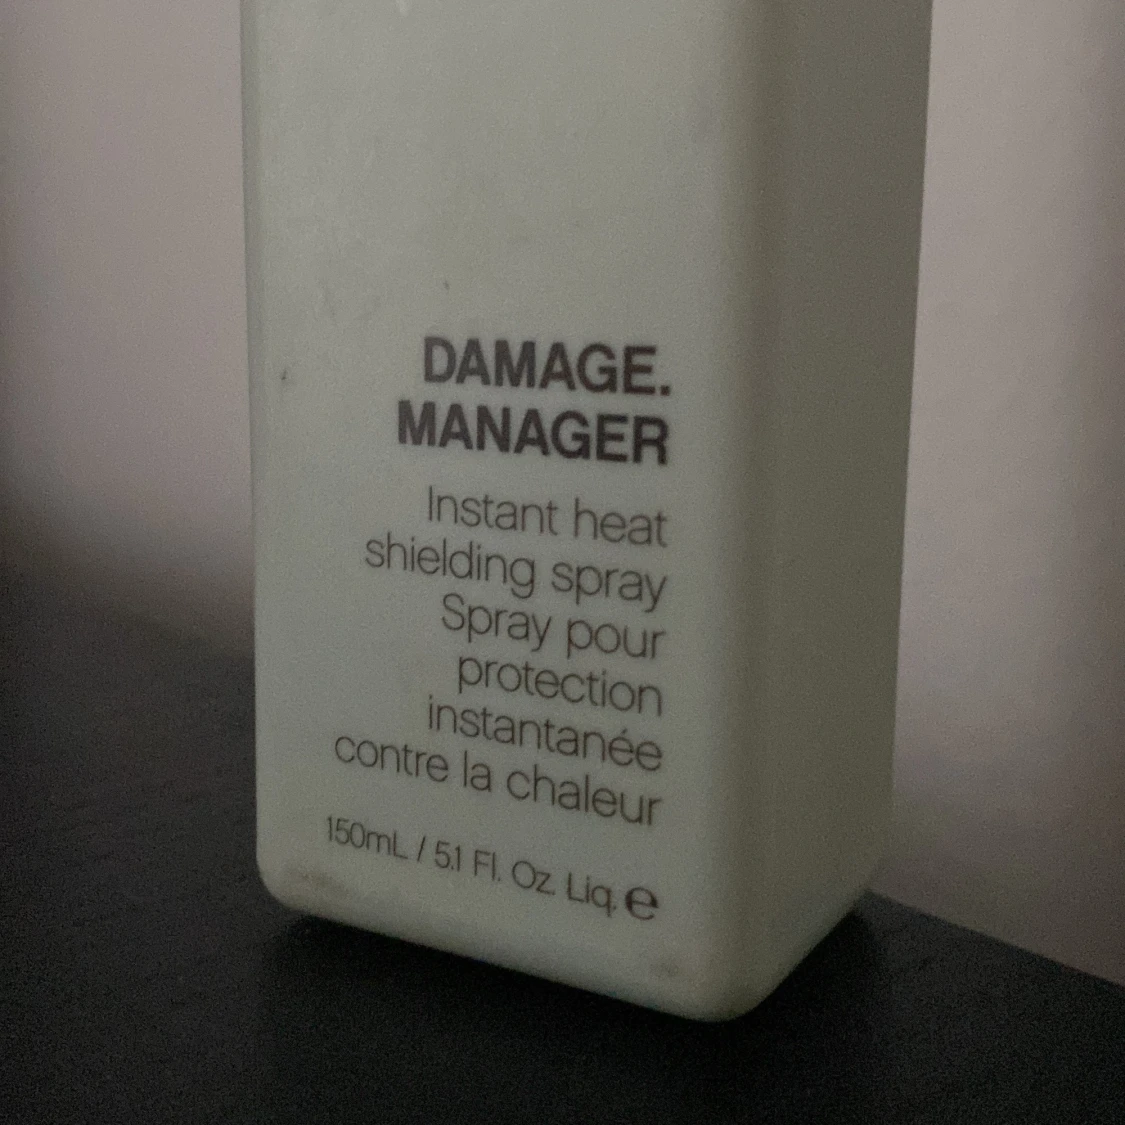 DAMAGE.
MANAGER
Instant heat
shielding spray
Spray pour
protection
instantanée
contre la chaleur
150mL / 5.1 Fl. Oz. Liq. e